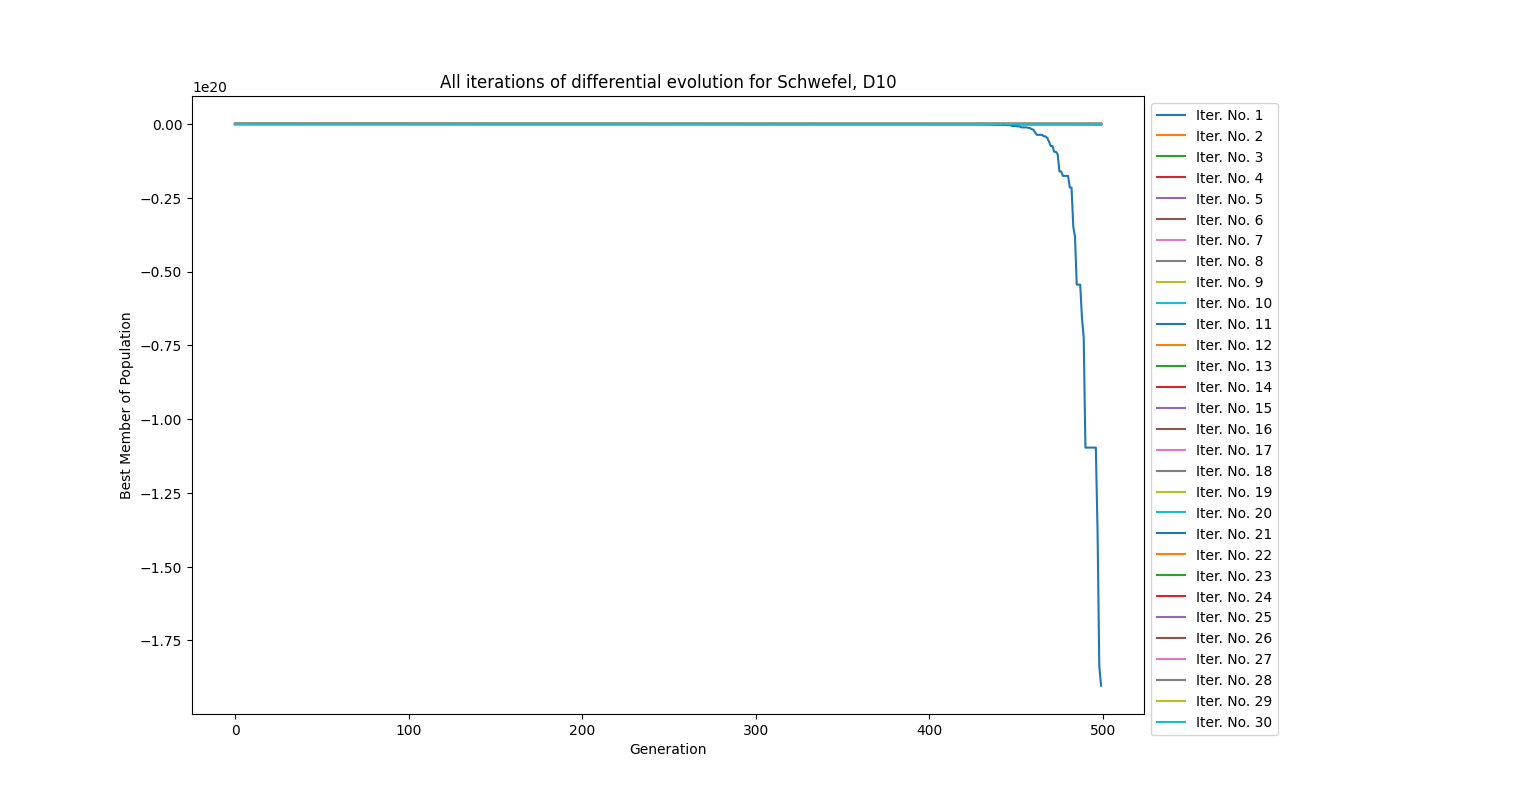 All iterations of differential evolution for Schwefel, D10
1e20
0.00
−0.25
−0.50
−0.75
−1.00
−1.25
−1.50
−1.75
Best Member of Population
0 100 200 300 400 500
Generation
Iter. No. 1
Iter. No. 2
Iter. No. 3
Iter. No. 4
Iter. No. 5
Iter. No. 6
Iter. No. 7
Iter. No. 8
Iter. No. 9
Iter. No. 10
Iter. No. 11
Iter. No. 12
Iter. No. 13
Iter. No. 14
Iter. No. 15
Iter. No. 16
Iter. No. 17
Iter. No. 18
Iter. No. 19
Iter. No. 20
Iter. No. 21
Iter. No. 22
Iter. No. 23
Iter. No. 24
Iter. No. 25
Iter. No. 26
Iter. No. 27
Iter. No. 28
Iter. No. 29
Iter. No. 30